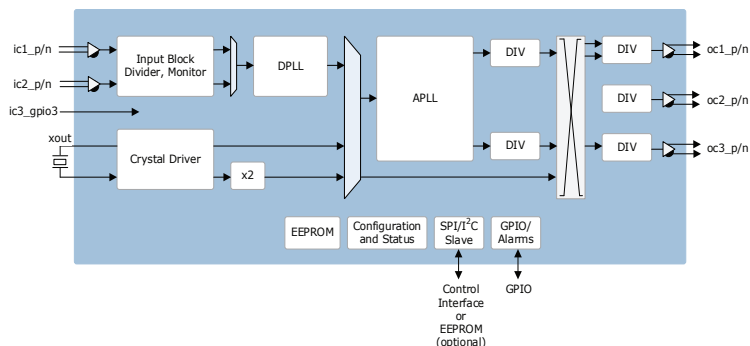 ic1_p/n
ic2_p/n
ic3_gpio3
xout
Input Block
Divider, Monitor
DPLL
APLL
DIV
DIV
DIV
DIV
DIV
oc1_p/n
oc2_p/n
oc3_p/n
Crystal Driver
x2
EEPROM
Configuration
and Status
SPI/I²C
Slave
GPIO/
Alarms
Control
Interface
or
EEPROM
(optional)
GPIO